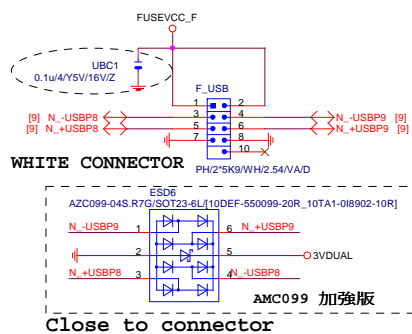 FUSEVCC_F
UBC1
0.1u/4/Y5V/16V/Z
F_USB
1 2
[9] N_-USBP8 3 4 N_-USBP9 [9]
[9] N_+USBP8 5 6 N_+USBP9 [9]
7 8
10
WHITE CONNECTOR
PH/2*5K9/WH/2.54/VA/D
ESD6
AZC099-04S.R7G/SOT23-6L/[10DEF-550099-20R_10TA1-0I8902-10R]
N_-USBP9 1 6 N_+USBP9
2 5 3VDUAL
N_+USBP8 3 4 N_-USBP8
AMC099 加強版
Close to connector